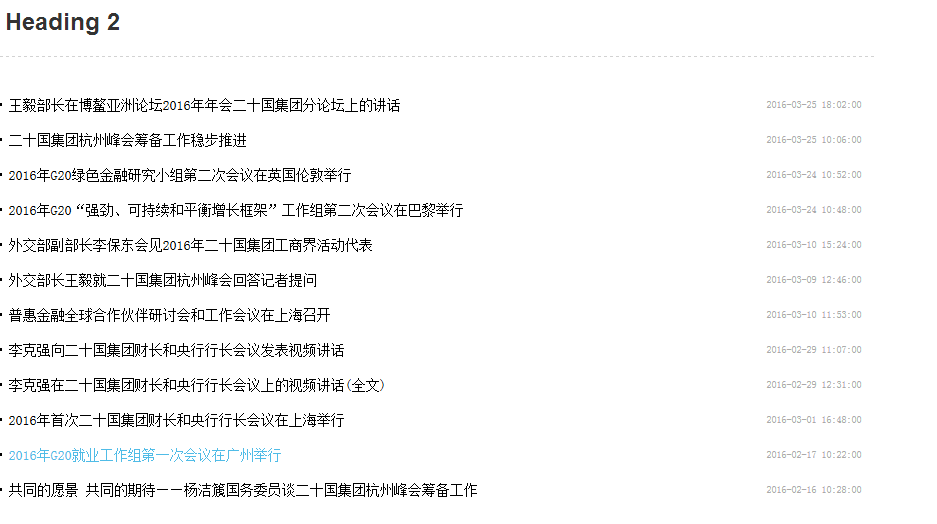 Heading 2
王毅部长在博鳌亚洲论坛2016年年会二十国集团分论坛上的讲话 2016-03-25 18:02:00
二十国集团杭州峰会筹备工作稳步推进 2016-03-25 10:06:00
2016年G20绿色金融研究小组第二次会议在英国伦敦举行 2016-03-24 10:52:00
2016年G20“强劲、可持续和平衡增长框架”工作组第二次会议在巴黎举行 2016-03-24 10:48:00
外交部副部长李保东会见2016年二十国集团工商界活动代表 2016-03-10 15:24:00
外交部长王毅就二十国集团杭州峰会回答记者提问 2016-03-09 12:46:00
普惠金融全球合作伙伴研讨会和工作会议在上海召开 2016-03-10 11:53:00
李克强向二十国集团财长和央行行长会议发表视频讲话 2016-02-29 11:07:00
李克强在二十国集团财长和央行行长会议上的视频讲话(全文) 2016-02-29 12:31:00
2016年首次二十国集团财长和央行行长会议在上海举行 2016-03-01 16:48:00
2016年G20就业工作组第一次会议在广州举行 2016-02-17 10:22:00
共同的愿景 共同的期待——杨洁篪国务委员谈二十国集团杭州峰会筹备工作 2016-02-16 10:28:00